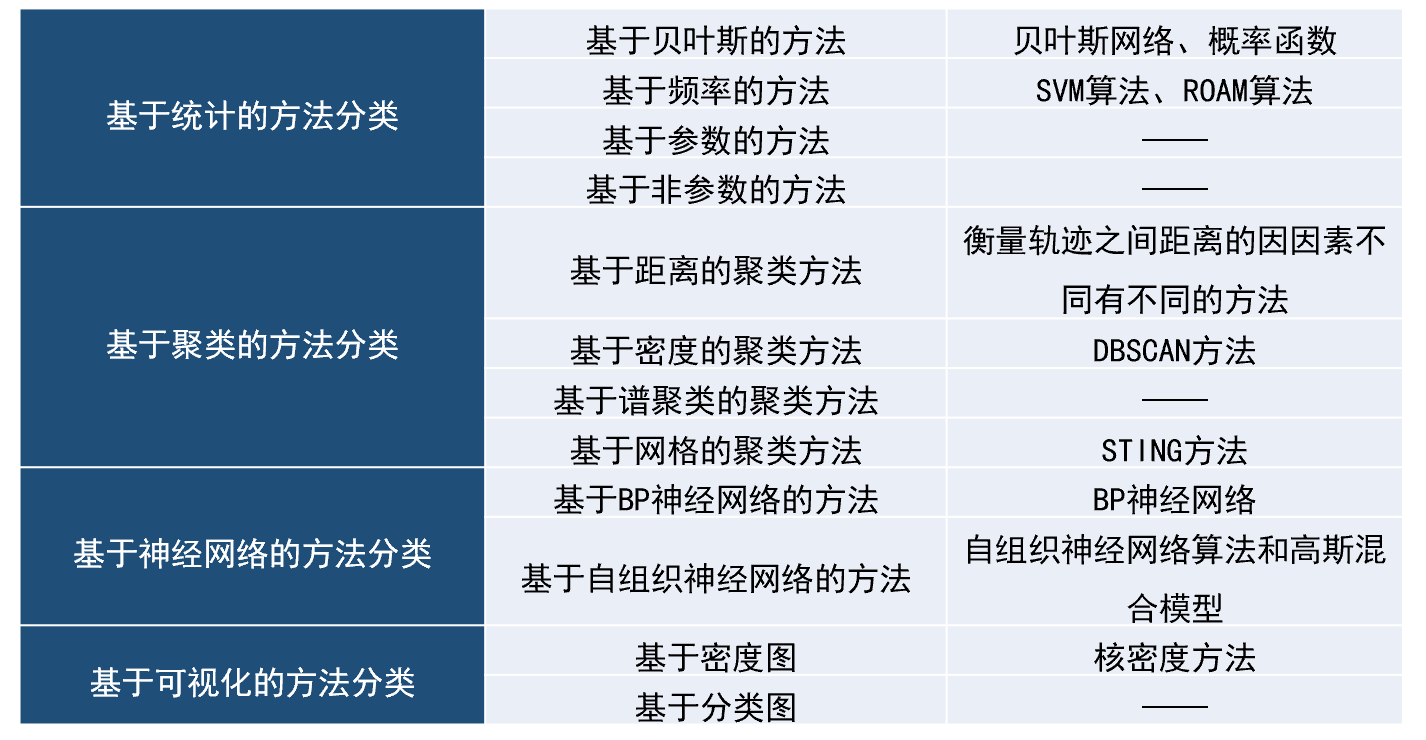 基于统计的方法分类
基于贝叶斯的方法
贝叶斯网络、概率函数
基于频率的方法
SVM算法、ROAM算法
基于参数的方法
——
基于非参数的方法
——
基于聚类的方法分类
基于距离的聚类方法
衡量轨迹之间距离的因因素不
同有不同的方法
基于密度的聚类方法
DBSCAN方法
基于谱聚类的聚类方法
——
基于网格的聚类方法
STING方法
基于神经网络的方法分类
基于BP神经网络的方法
BP神经网络
基于自组织神经网络的方法
自组织神经网络算法和高斯混
合模型
基于可视化的方法分类
基于密度图
核密度方法
基于分类图
——